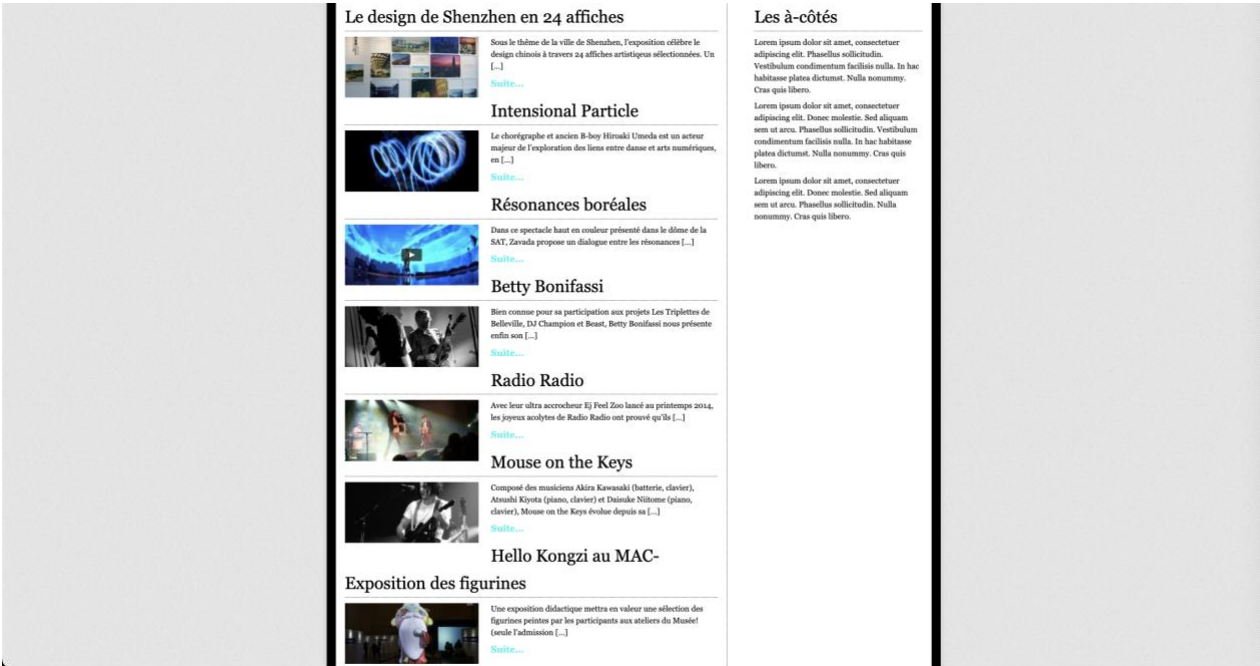 Le design de Shenzhen en 24 affiches
Sous le thème de la ville de Shenzhen, l'exposition célèbre le
design chinois à travers 24 affiches artistiqeus sélectionnées. Un
[...]
Suite...
Intensional Particle
Le chorégraphe et ancien B-boy Hiroaki Umeda est un acteur
majeur de l'exploration des liens entre danse et arts numériques,
en [...]
Suite...
Résonances boréales
Dans ce spectacle haut en couleur présenté dans le dôme de la
SAT, Zavada propose un dialogue entre les résonances [...]
Suite...
Betty Bonifassi
Bien connue pour sa participation aux projets Les Triplettes de
Belleville, DJ Champion et Beast, Betty Bonifassi nous présente
enfin son [...]
Suite...
Radio Radio
Avec leur ultra accrocheur Ej Feel Zoo lancé au printemps 2014,
les joyeux acolytes de Radio Radio ont prouvé qu'ils [...]
Suite...
Mouse on the Keys
Composé des musiciens Akira Kawasaki (batterie, clavier),
Atsushi Kiyota (piano, clavier) et Daisuke Niitome (piano,
clavier), Mouse on the Keys évolue depuis sa [...]
Suite...
Hello Kongzi au MAC-
Exposition des figurines
Une exposition didactique mettra en valeur une sélection des
figurines peintes par les participants aux ateliers du Musée!
(seule l'admission [...]
Suite...
Les à-côtés
Lorem ipsum dolor sit amet, consectetuer
adipiscing elit. Phasellus sollicitudin.
Vestibulum condimentum facilisis nulla. In hac
habitasse platea dictumst. Nulla nonummy.
Cras quis libero.
Lorem ipsum dolor sit amet, consectetuer
adipiscing elit. Donec molestie. Sed aliquam
sem ut arcu. Phasellus sollicitudin. Vestibulum
condimentum facilisis nulla. In hac habitasse
platea dictumst. Nulla nonummy. Cras quis
libero.
Lorem ipsum dolor sit amet, consectetuer
adipiscing elit. Donec molestie. Sed aliquam
sem ut arcu. Phasellus sollicitudin. Nulla
nonummy. Cras quis libero.